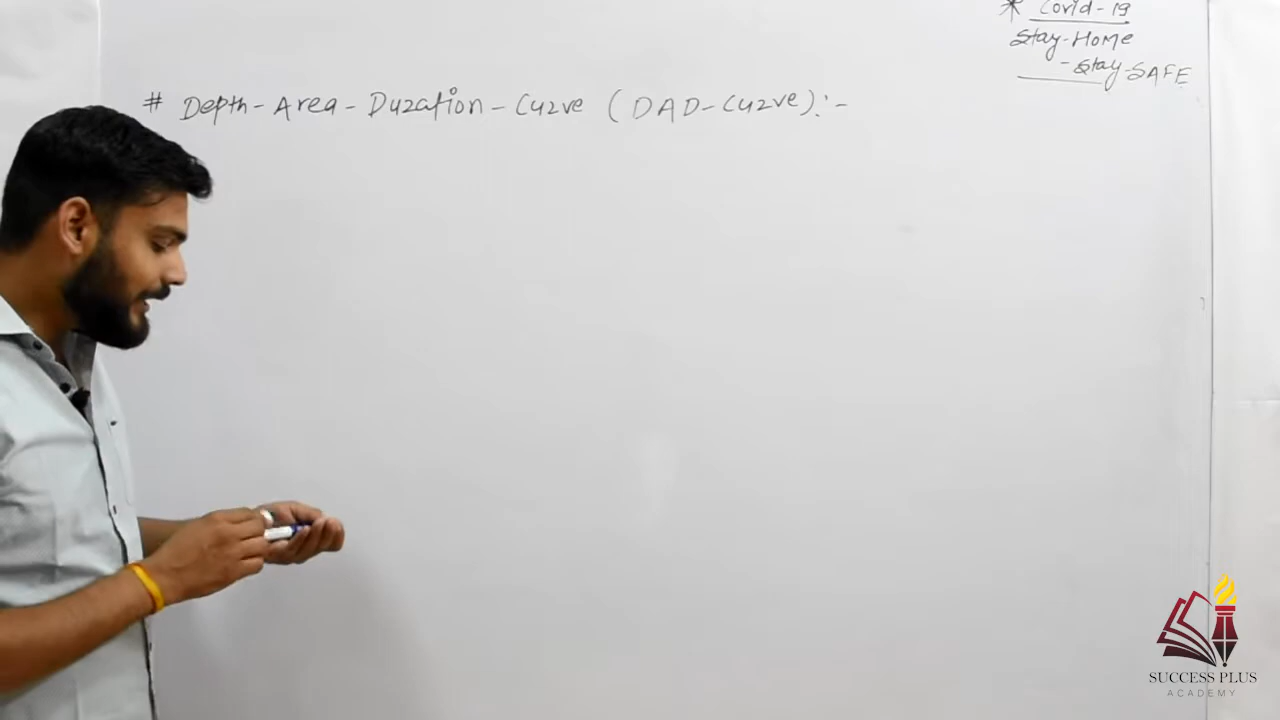 * Covid-19
Stay-Home
- Stay-SAFE
# Depth-Area-Duration-Curve (DAD-Curve):-
SUCCESS PLUS
ACADEMY